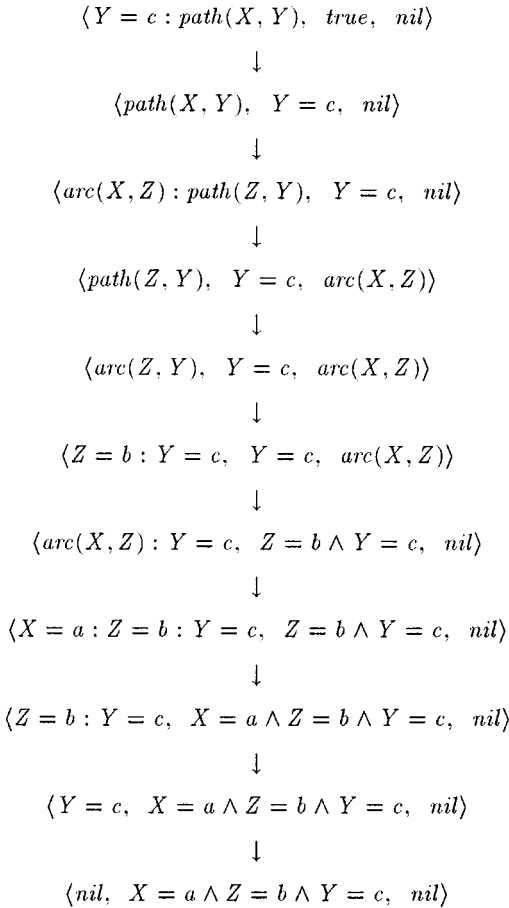 ⟨Y = c : path(X, Y), true, nil⟩
↓
⟨path(X, Y), Y = c, nil⟩
↓
⟨arc(X, Z) : path(Z, Y), Y = c, nil⟩
↓
⟨path(Z, Y), Y = c, arc(X, Z)⟩
↓
⟨arc(Z, Y), Y = c, arc(X, Z)⟩
↓
⟨Z = b : Y = c, Y = c, arc(X, Z)⟩
↓
⟨arc(X, Z) : Y = c, Z = b ∧ Y = c, nil⟩
↓
⟨X = a : Z = b : Y = c, Z = b ∧ Y = c, nil⟩
↓
⟨Z = b : Y = c, X = a ∧ Z = b ∧ Y = c, nil⟩
↓
⟨Y = c, X = a ∧ Z = b ∧ Y = c, nil⟩
↓
⟨nil, X = a ∧ Z = b ∧ Y = c, nil⟩